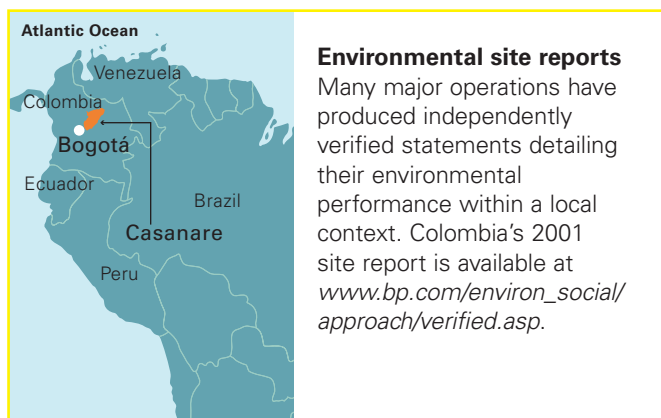 Atlantic Ocean
Venezuela
Colombia
Bogotá
Ecuador
Brazil
Casanare
Peru
Environmental site reports
Many major operations have
produced independently
verified statements detailing
their environmental
performance within a local
context. Colombia’s 2001
site report is available at
www.bp.com/environ_social/
approach/verified.asp.